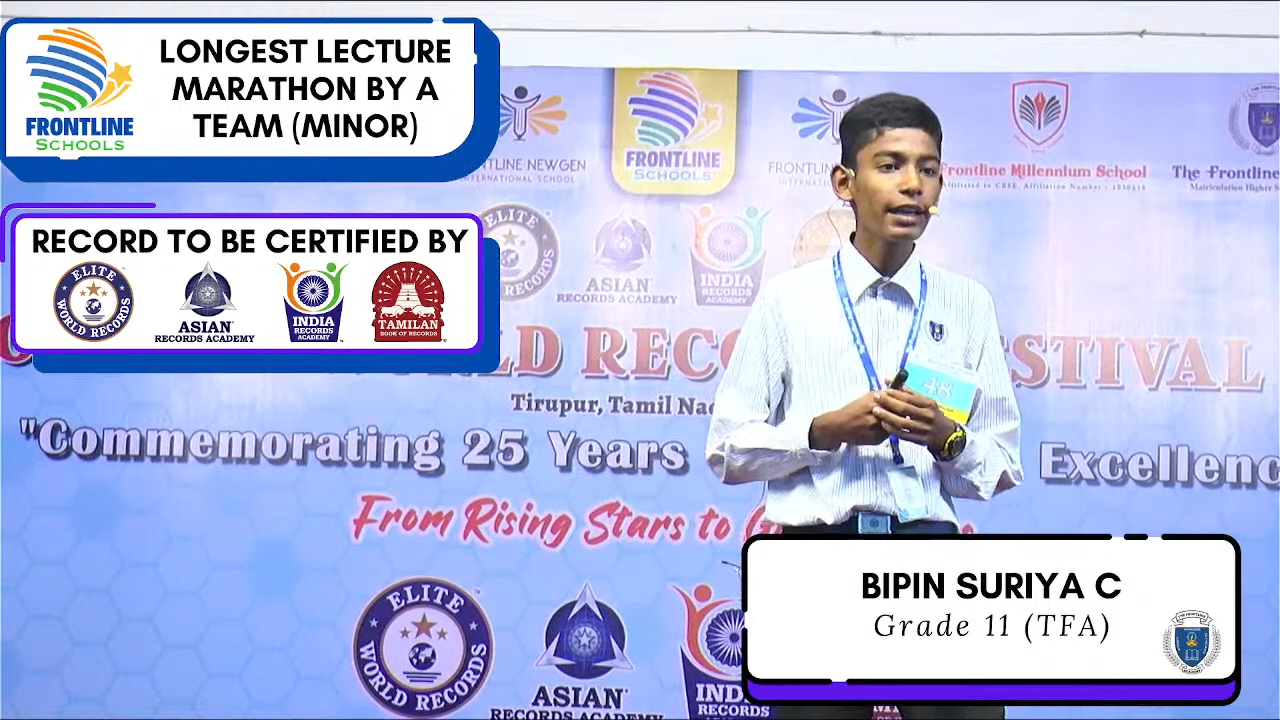 LONGEST LECTURE
MARATHON BY A
TEAM (MINOR)
FRONTLINE
SCHOOLS
RECORD TO BE CERTIFIED BY
ELITE
WORLD RECORDS
ASIAN
RECORDS ACADEMY
INDIA
RECORDS
ACADEMY
TAMILAN
BOOK OF RECORDS
FRONTLINE
SCHOOLS
Frontline Millennium School
The Frontline
ASIAN
RECORDS ACADEMY
INDIA
RECORDS
ACADEMY
Tirupur, Tamil
"Commemorating 25 Years
From Rising Stars to
48
ELITE
WORLD RECORDS
ASIAN
RECORDS ACADEMY
BIPIN SURIYA C
Grade 11 (TFA)